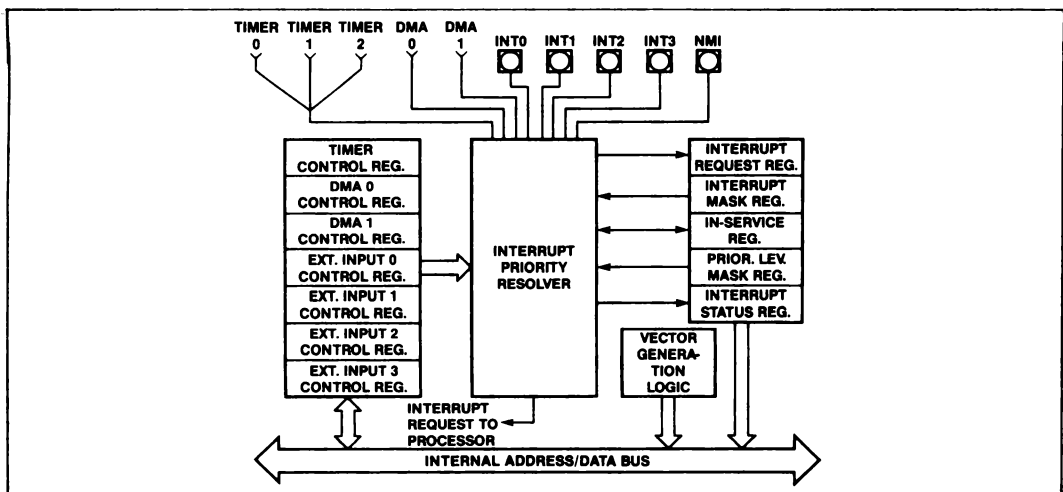 TIMER TIMER TIMER DMA DMA
0 1 2 0 1
INT0 INT1 INT2 INT3 NMI
TIMER
CONTROL REG.
DMA 0
CONTROL REG.
DMA 1
CONTROL REG.
EXT. INPUT 0
CONTROL REG.
EXT. INPUT 1
CONTROL REG.
EXT. INPUT 2
CONTROL REG.
EXT. INPUT 3
CONTROL REG.
INTERRUPT
PRIORITY
RESOLVER
INTERRUPT
REQUEST REG.
INTERRUPT
MASK REG.
IN-SERVICE
REG.
PRIOR. LEV.
MASK REG.
INTERRUPT
STATUS REG.
VECTOR
GENERA-
TION
LOGIC
INTERRUPT
REQUEST TO
PROCESSOR
INTERNAL ADDRESS/DATA BUS